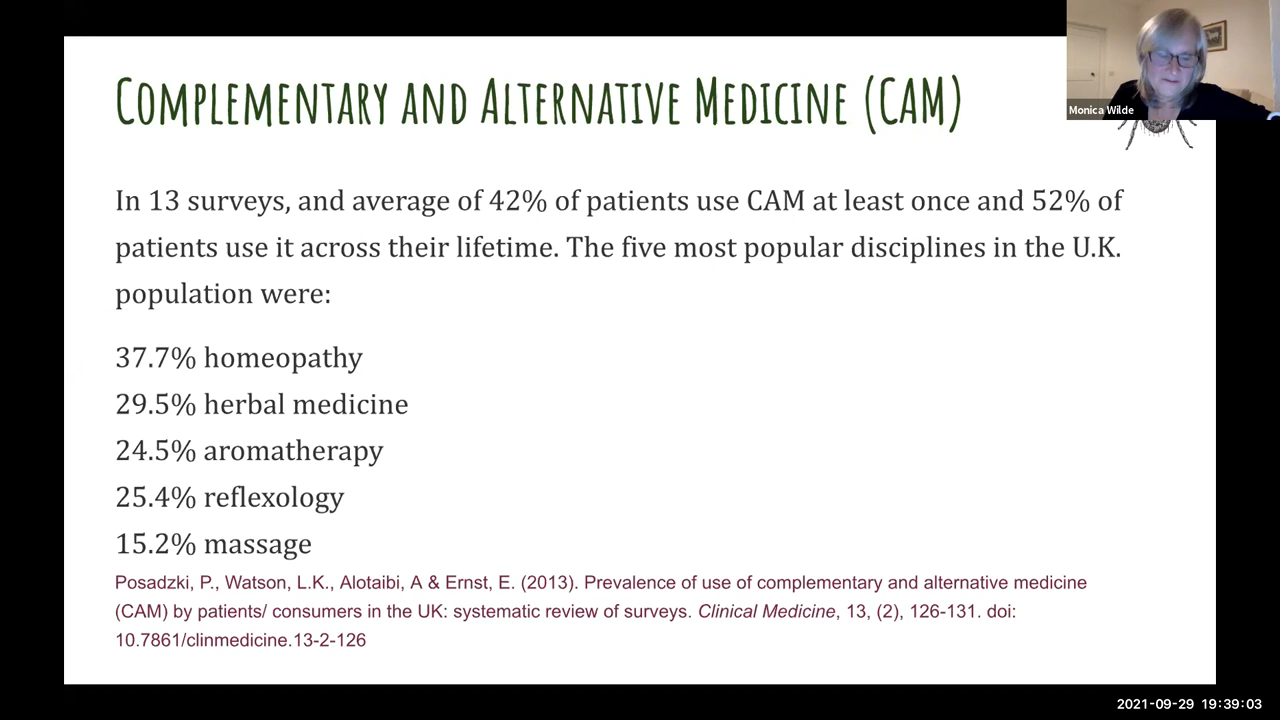 Complementary and Alternative Medicine (CAM)
Monica Wilde
In 13 surveys, and average of 42% of patients use CAM at least once and 52% of
patients use it across their lifetime. The five most popular disciplines in the U.K.
population were:
37.7% homeopathy
29.5% herbal medicine
24.5% aromatherapy
25.4% reflexology
15.2% massage
Posadzki, P., Watson, L.K., Alotaibi, A & Ernst, E. (2013). Prevalence of use of complementary and alternative medicine
(CAM) by patients/ consumers in the UK: systematic review of surveys. Clinical Medicine, 13, (2), 126-131. doi:
10.7861/clinmedicine.13-2-126
2021-09-29 19:39:03